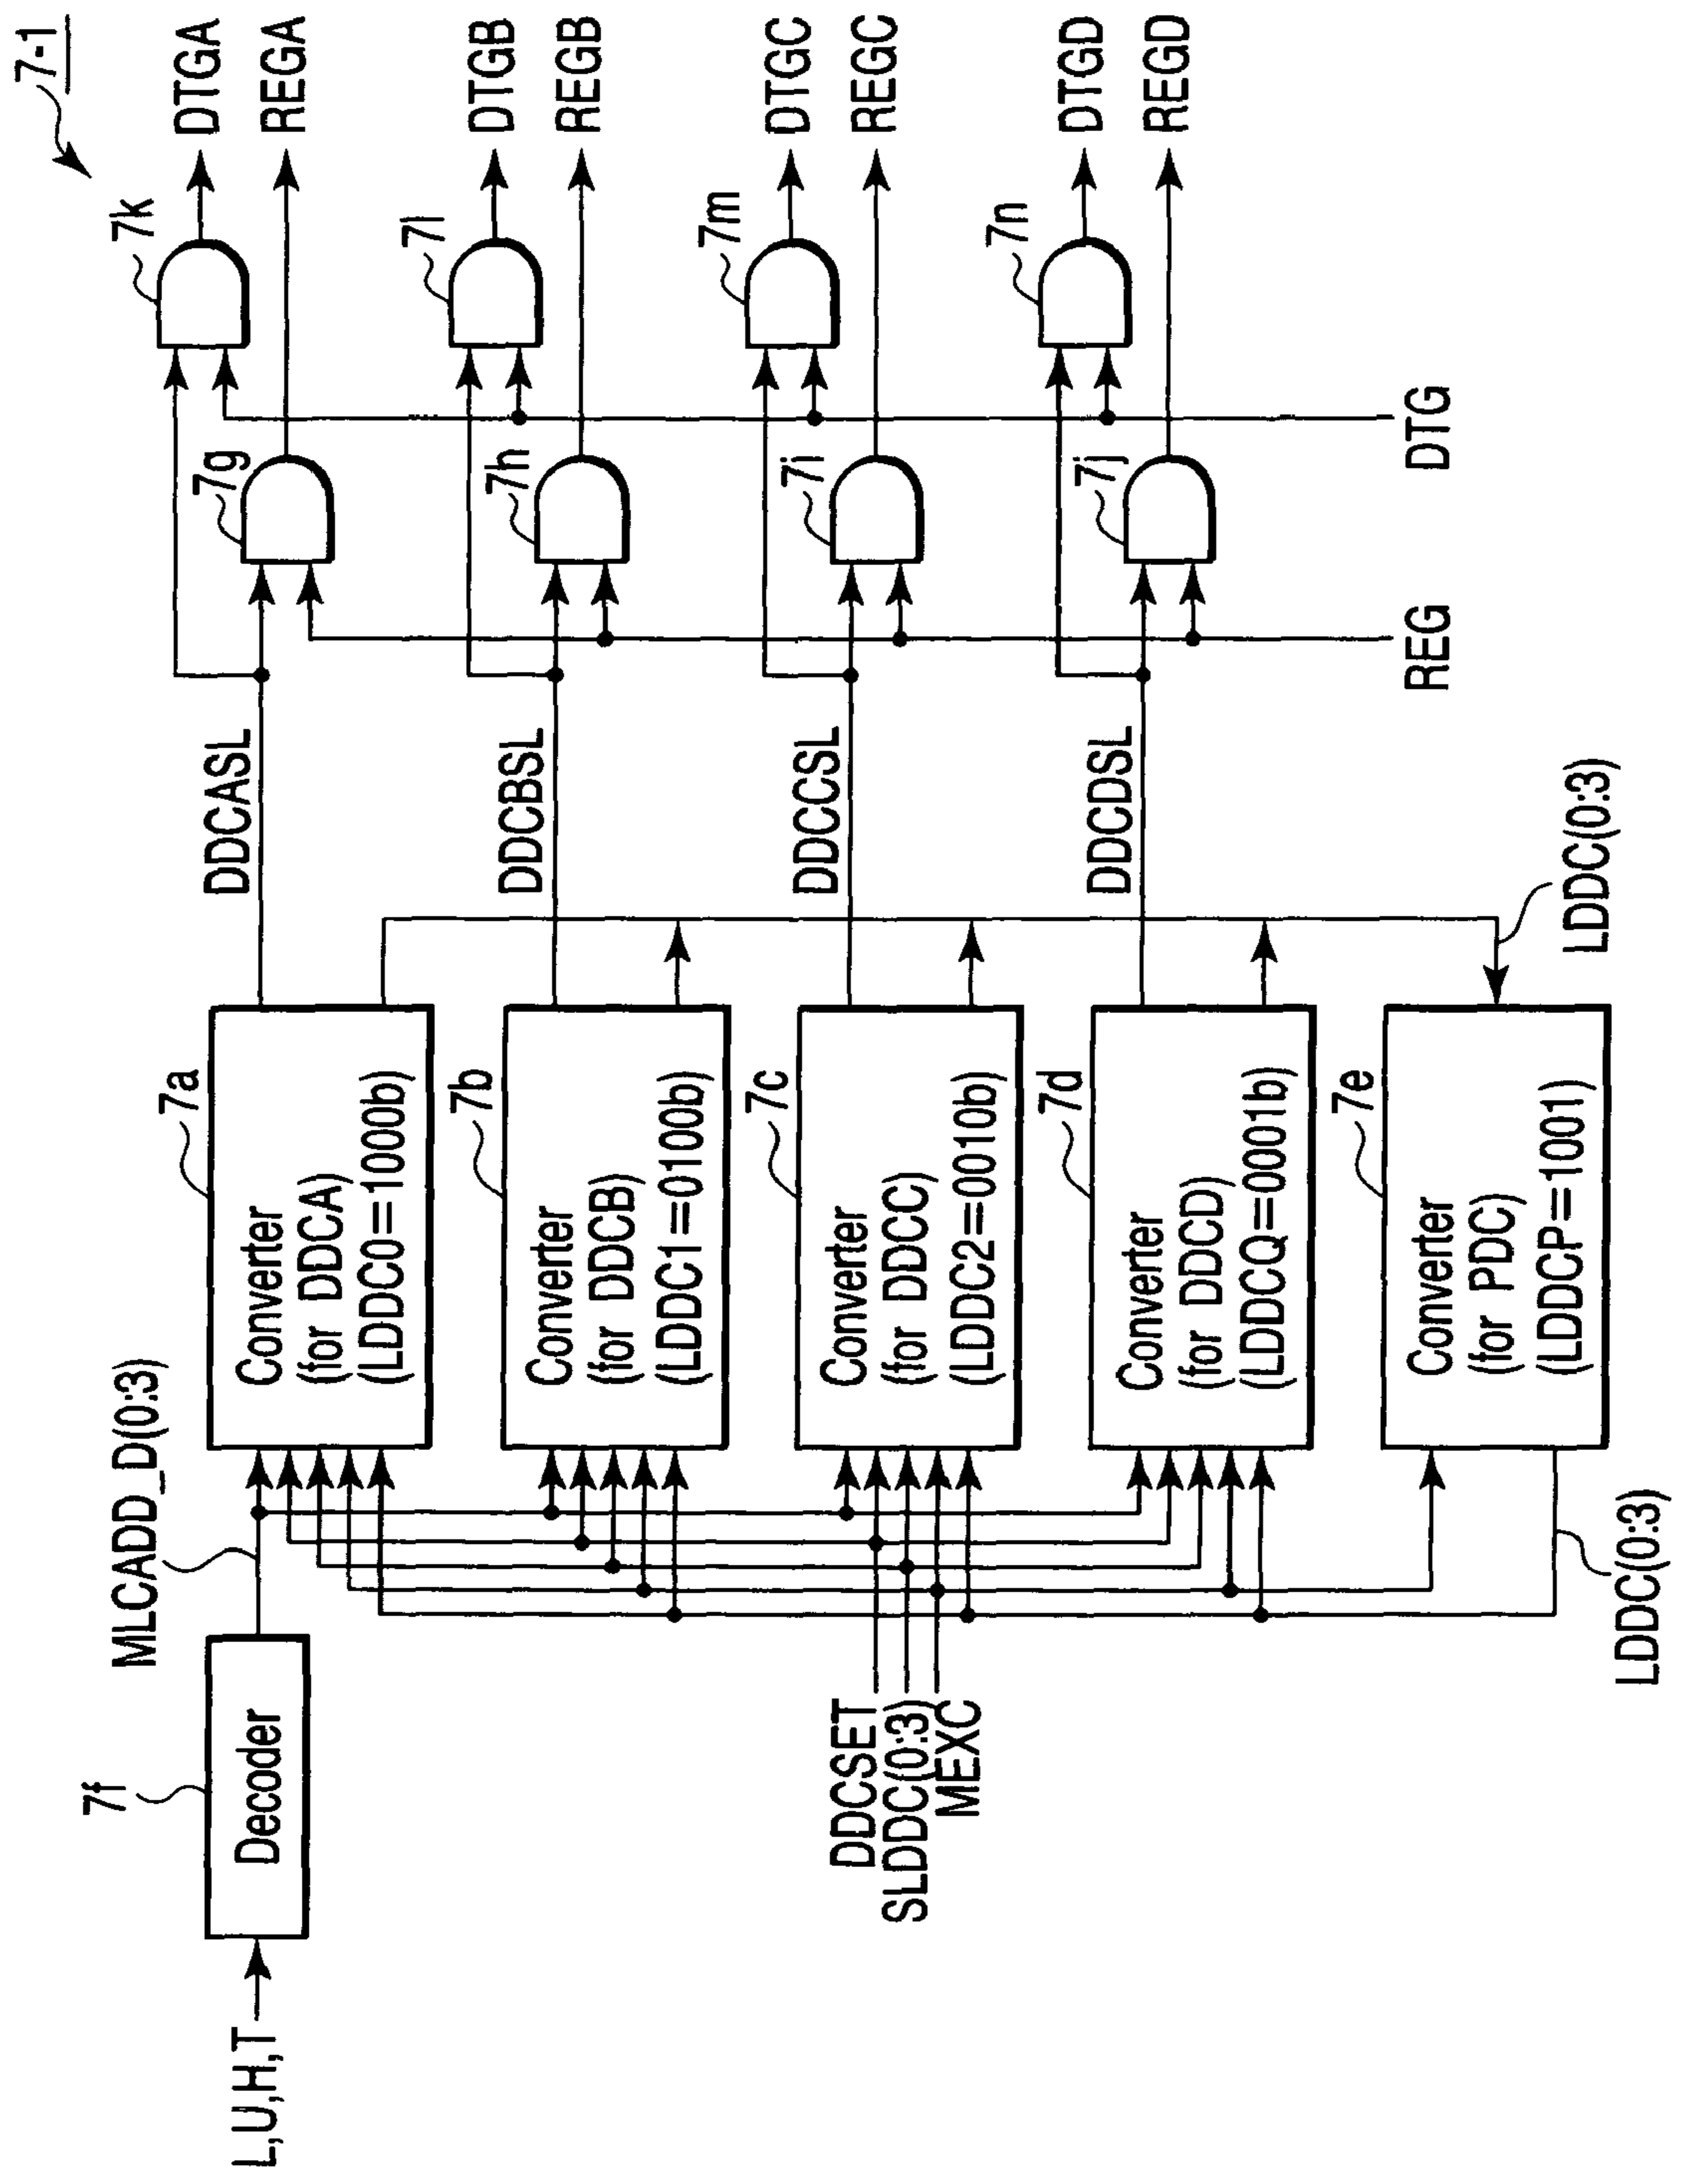 7-1
L,U,H,T
7f
Decoder
MLCADD_D(0:3)
DDCSET
SLDDC(0:3)
MEXC
7a
Converter
(for DDCA)
(LDDC0=1000b)
7b
Converter
(for DDCB)
(LDDC1=0100b)
7c
Converter
(for DDCC)
(LDDC2=0010b)
7d
Converter
(for DDCD)
(LDDCQ=0001b)
7e
Converter
(for PDC)
(LDDCP=1001)
LDDC(0:3)
LDDC(0:3)
DDCASL
DDCBSL
DDCCSL
DDCDSL
7g
7h
7i
7j
REG
DTG
7k
7l
7m
7n
DTGA
REGA
DTGB
REGB
DTGC
REGC
DTGD
REGD